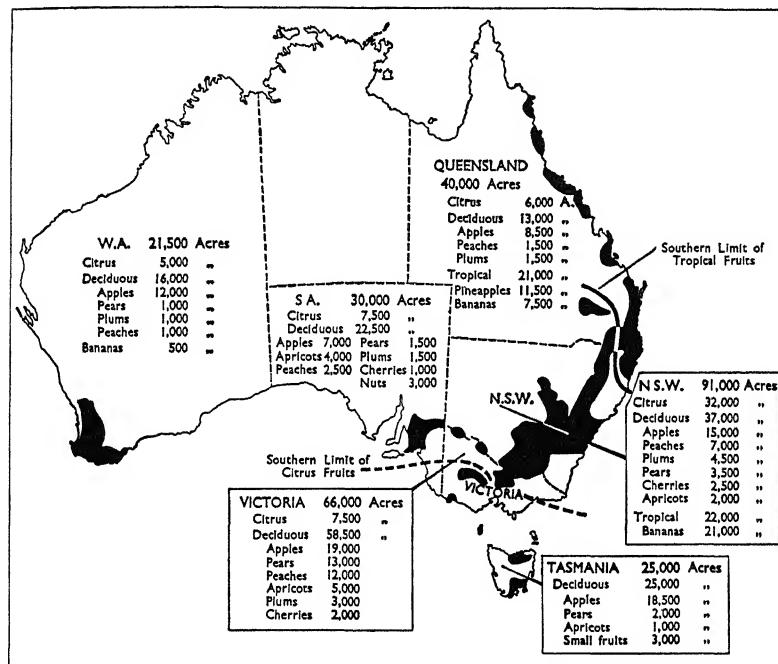 QUEENSLAND
40,000 Acres
Citrus 6,000 A.
Deciduous 13,000 „
Apples 8,500 „
Peaches 1,500 „
Plums 1,500 „
Tropical 21,000 „
Pineapples 11,500 „
Bananas 7,500 „
Southern Limit of
Tropical Fruits
W.A. 21,500 Acres
Citrus 5,000 „
Deciduous 16,000 „
Apples 12,000 „
Pears 1,000 „
Plums 1,000 „
Peaches 1,000 „
Bananas 500 „
S A. 30,000 Acres
Citrus 7,500 „
Deciduous 22,500 „
Apples 7,000 Pears 1,500
Apricots 4,000 Plums 1,500
Peaches 2,500 Cherries 1,000
Nuts 3,000
N.S.W.
N S.W. 91,000 Acres
Citrus 32,000 „
Deciduous 37,000 „
Apples 15,000 „
Peaches 7,000 „
Plums 4,500 „
Pears 3,500 „
Cherries 2,500 „
Apricots 2,000 „
Tropical 22,000 „
Bananas 21,000 „
Southern Limit of
Citrus Fruits
VICTORIA
VICTORIA 66,000 Acres
Citrus 7,500 „
Deciduous 58,500 „
Apples 19,000
Pears 13,000
Peaches 12,000
Apricots 5,000
Plums 3,000
Cherries 2,000
TASMANIA 25,000 Acres
Deciduous 25,000 „
Apples 18,500 „
Pears 2,000 „
Apricots 1,000 „
Small fruits 3,000 „